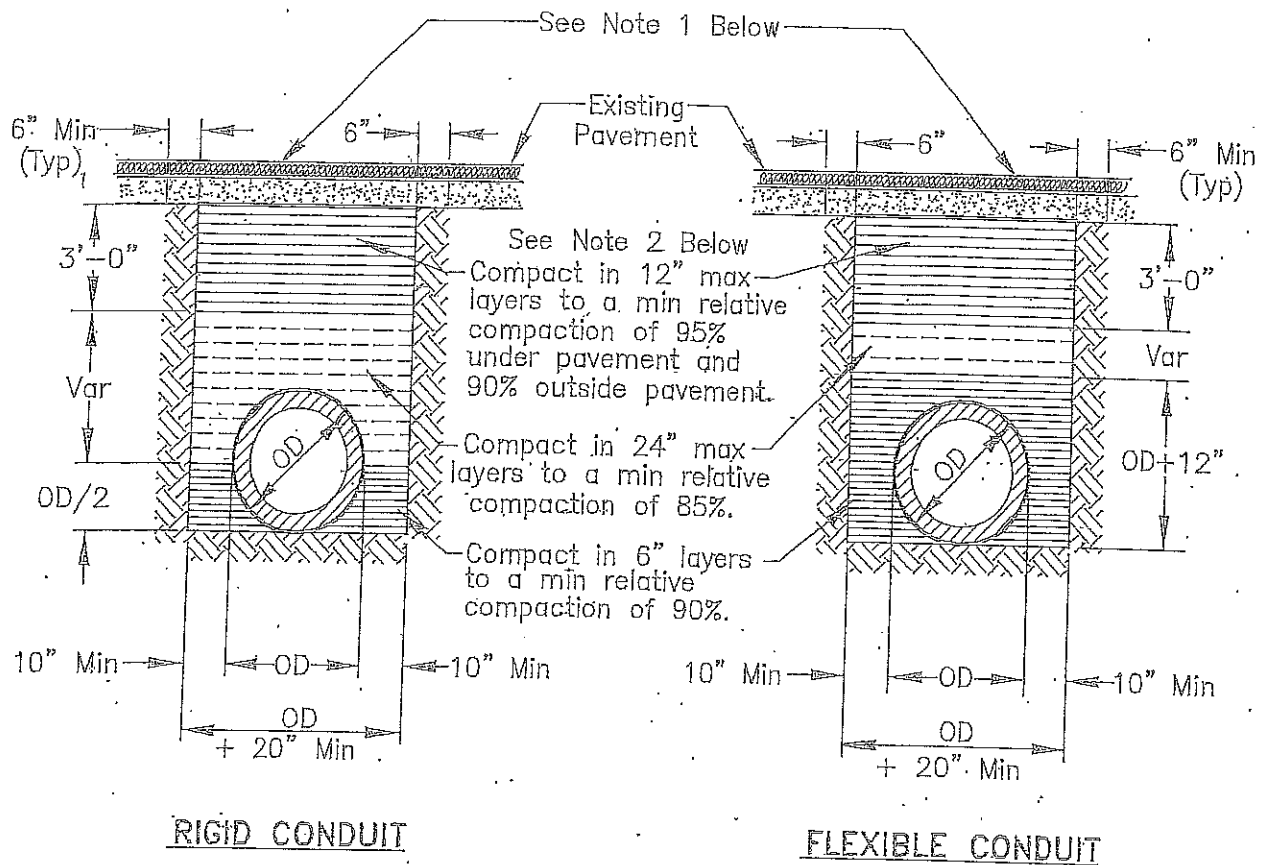 See Note 1 Below
Existing
Pavement
6" Min
(Typ)
6"
6"
6" Min
(Typ)
3'-0"
See Note 2 Below
Compact in 12" max
layers to a min relative
compaction of 95%
under pavement and
90% outside pavement.
3'-0"
Var
Var
OD
Compact in 24" max
layers to a min relative
compaction of 85%.
OD
OD+12"
OD/2
Compact in 6" layers
to a min relative
compaction of 90%.
10" Min
OD
10" Min
10" Min
OD
10" Min
OD
+ 20" Min
OD
+ 20" Min
RIGID CONDUIT
FLEXIBLE CONDUIT